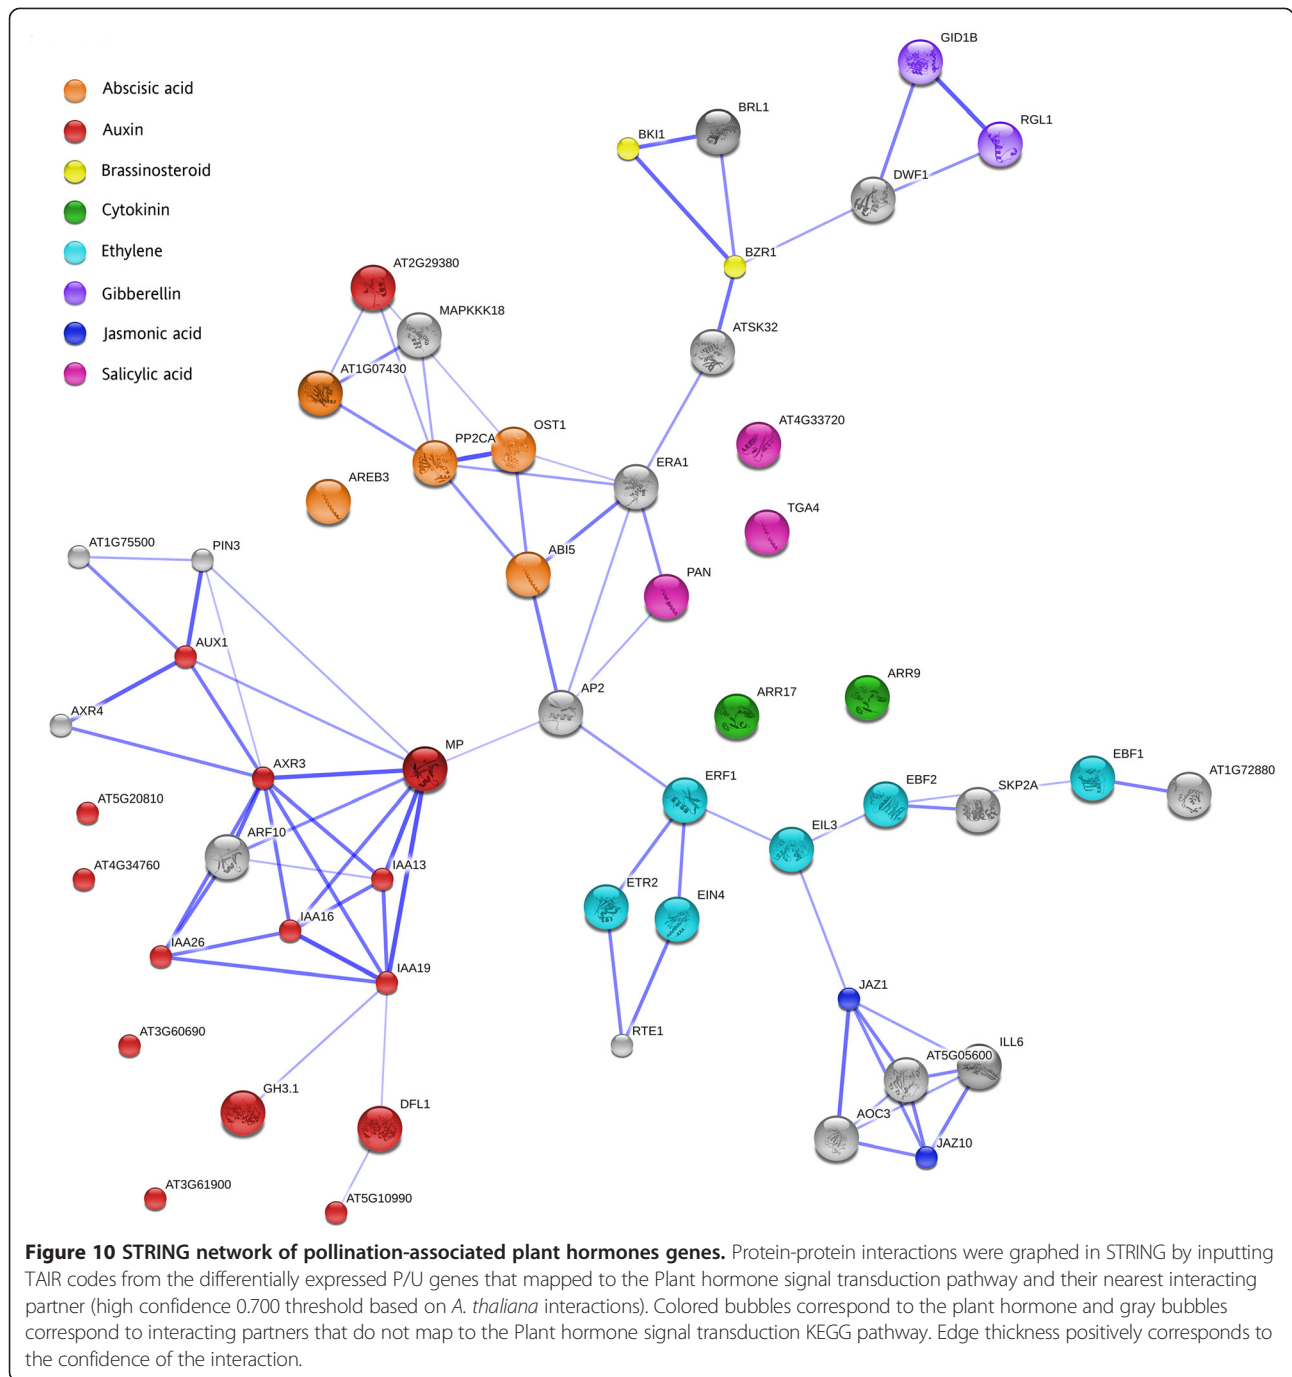 GID1B
Abscisic acid
BRL1
RGL1
Auxin
BKI1
Brassinosteroid
DWF1
Cytokinin
Ethylene
BZR1
AT2G29380
Gibberellin
MAPKKK18
ATSK32
Jasmonic acid
AT1G07430
Salicylic acid
AT4G33720
OST1
PP2CA
ERA1
AREB3
TGA4
AT1G75500
PIN3
ABI5
PAN
AUX1
ARR9
AP2
ARR17
AXR4
MP
EBF1
AXR3
ERF1
EBF2
SKP2A
AT1G72880
AT5G20810
EIL3
ARF10
AT4G34760
IAA13
ETR2
EIN4
IAA16
IAA26
IAA19
JAZ1
AT3G60690
RTE1
ILL6
AT5G05600
GH3.1
DFL1
AOC3
JAZ10
AT3G61900
AT5G10990
Figure 10 STRING network of pollination-associated plant hormones genes. Protein-protein interactions were graphed in STRING by inputting
TAIR codes from the differentially expressed P/U genes that mapped to the Plant hormone signal transduction pathway and their nearest interacting
partner (high confidence 0.700 threshold based on A. thaliana interactions). Colored bubbles correspond to the plant hormone and gray bubbles
correspond to interacting partners that do not map to the Plant hormone signal transduction KEGG pathway. Edge thickness positively corresponds to
the confidence of the interaction.